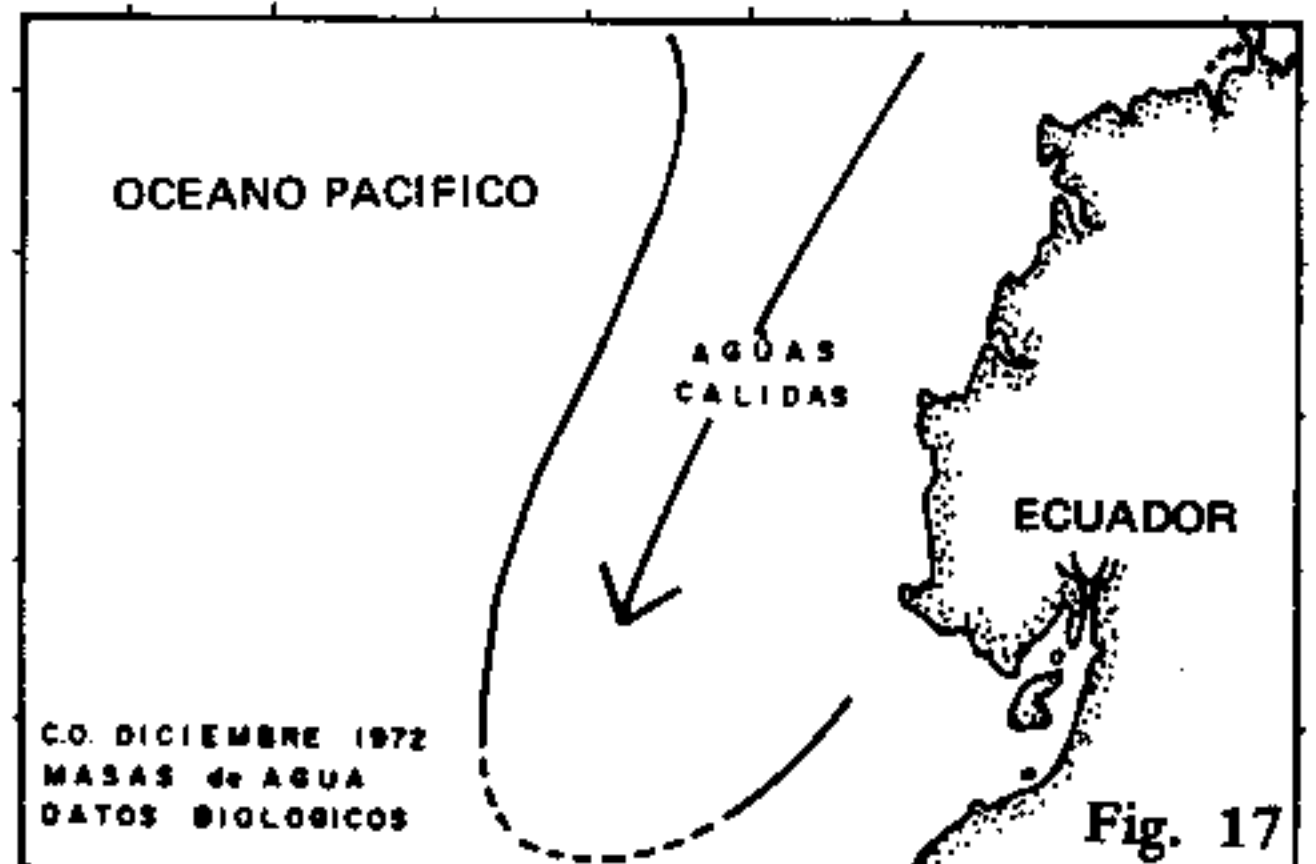 OCEANO PACIFICO
AGUAS
CALIDAS
ECUADOR
C.O. DICIEMBRE 1972
MASAS de AGUA
DATOS BIOLOGICOS
Fig. 17